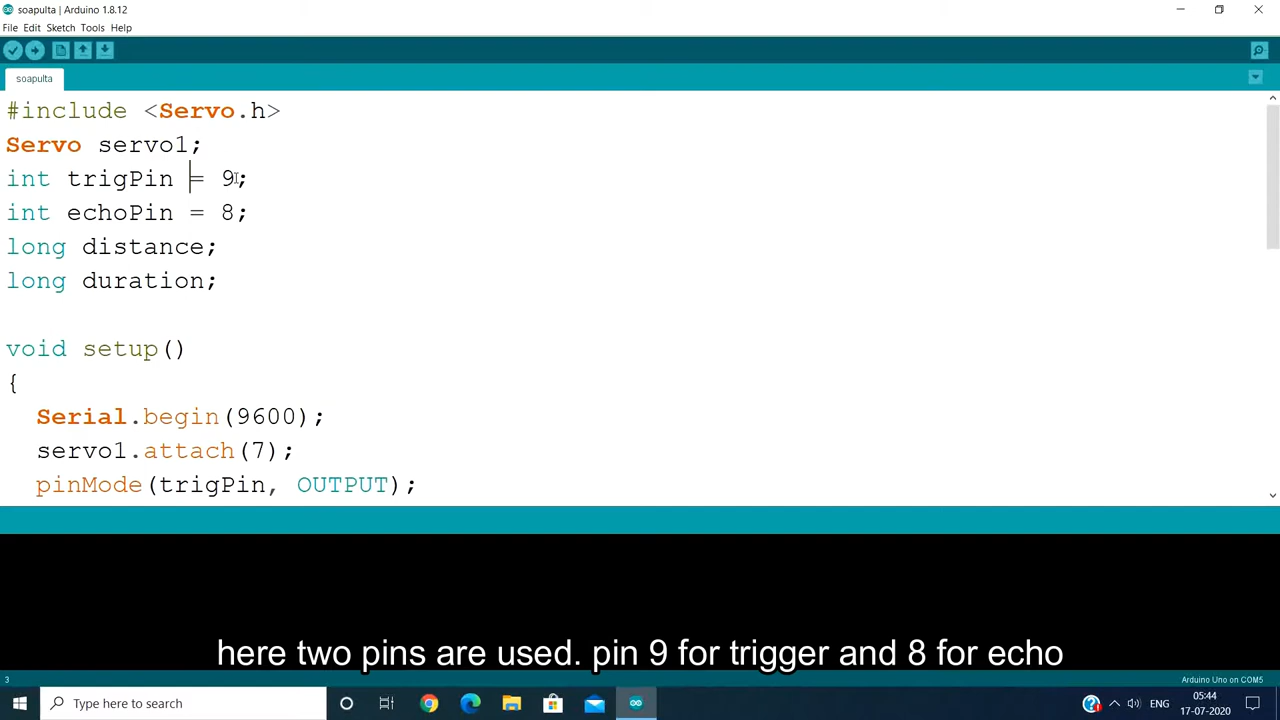 soapulta | Arduino 1.8.12
File Edit Sketch Tools Help
soapulta
#include <Servo.h>
Servo servo1;
int trigPin = 9;
int echoPin = 8;
long distance;
long duration;
void setup()
{
Serial.begin(9600);
servo1.attach(7);
pinMode(trigPin, OUTPUT);
here two pins are used. pin 9 for trigger and 8 for echo
3
Arduino Uno on COM5
Type here to search
ENG
05:44
17-07-2020